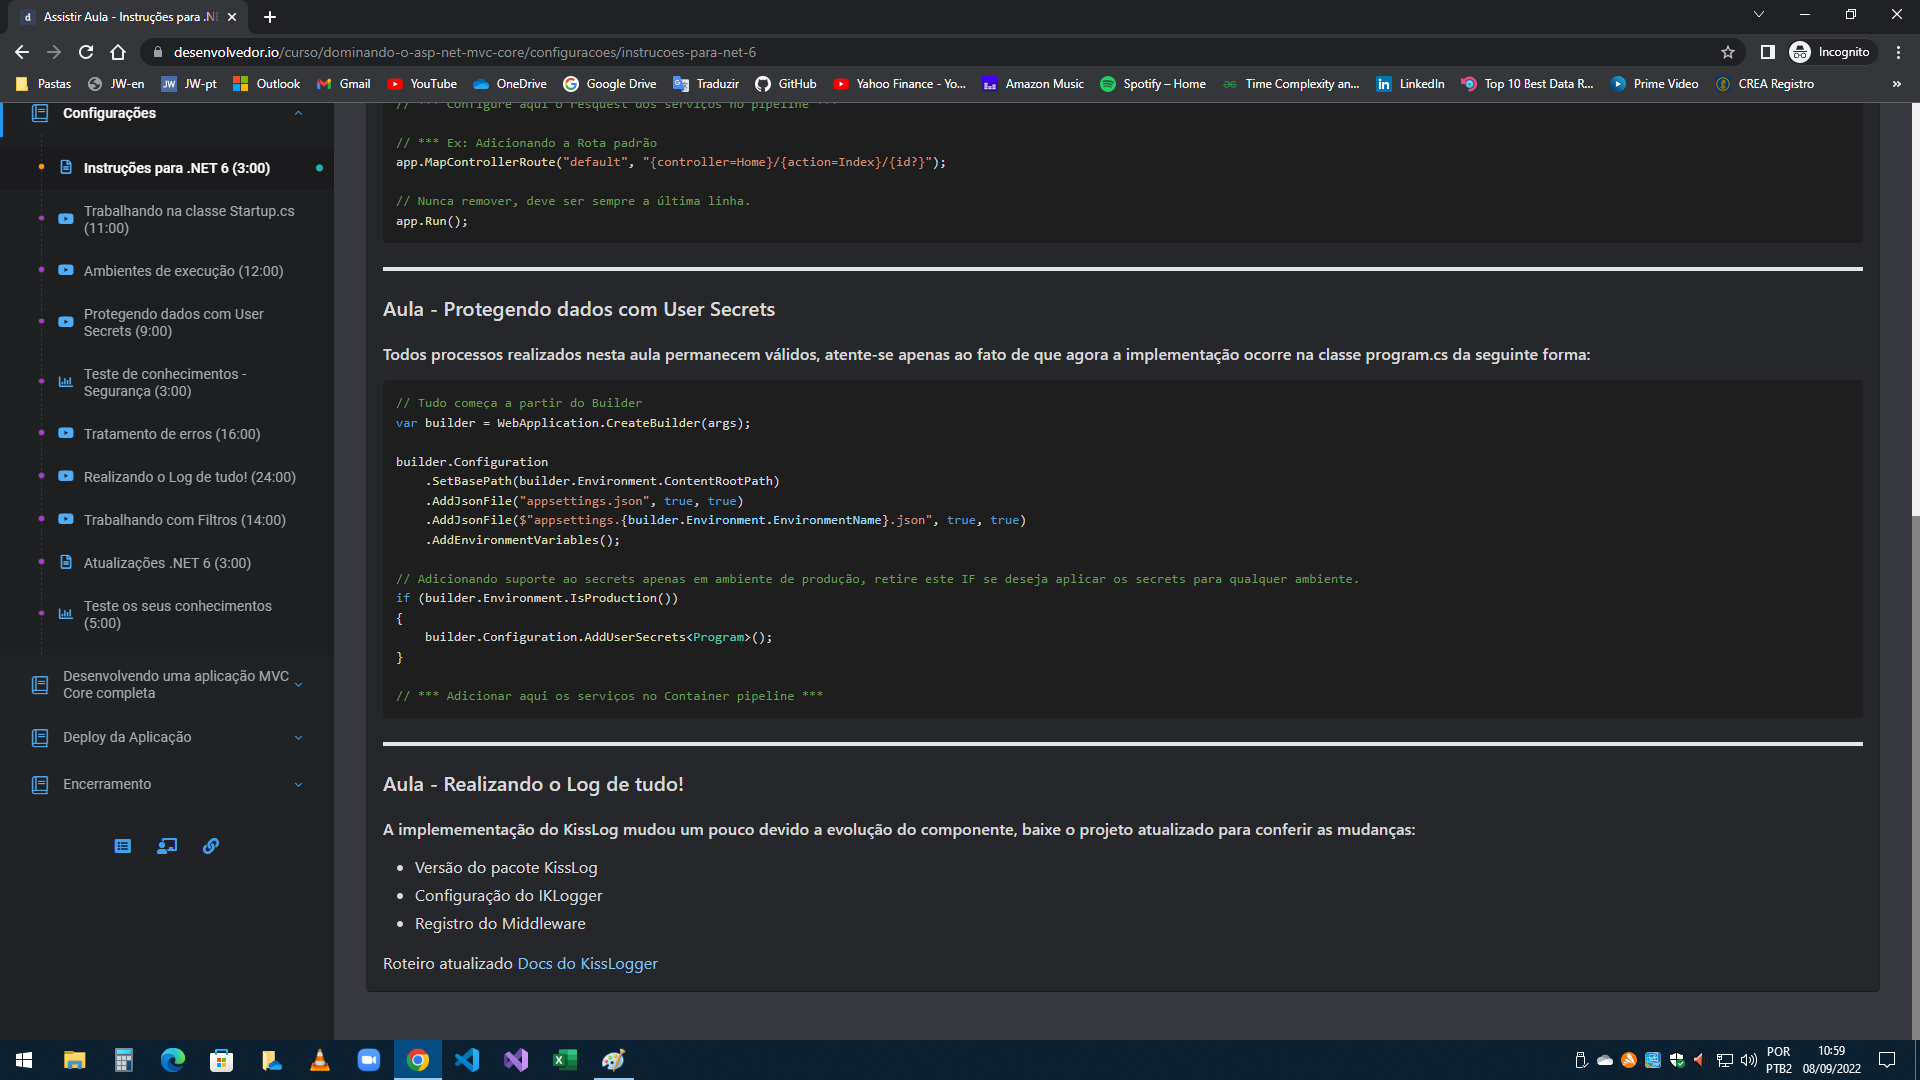 Assistir Aula - Instruções para .NE
desenvolvedor.io/curso/dominando-o-asp-net-mvc-core/configuracoes/instrucoes-para-net-6
Incognito
Pastas
JW-en
JW-pt
Outlook
Gmail
YouTube
OneDrive
Google Drive
Traduzir
GitHub
Yahoo Finance - Yo...
Amazon Music
Spotify – Home
Time Complexity an...
LinkedIn
Top 10 Best Data R...
Prime Video
CREA Registro
»
Configurações
Instruções para .NET 6 (3:00)
Trabalhando na classe Startup.cs
(11:00)
Ambientes de execução (12:00)
Protegendo dados com User
Secrets (9:00)
Teste de conhecimentos -
Segurança (3:00)
Tratamento de erros (16:00)
Realizando o Log de tudo! (24:00)
Trabalhando com Filtros (14:00)
Atualizações .NET 6 (3:00)
Teste os seus conhecimentos
(5:00)
Desenvolvendo uma aplicação MVC
Core completa
Deploy da Aplicação
Encerramento
// *** Configure aqui o resquest dos serviços no pipeline ***
// *** Ex: Adicionando a Rota padrão
app.MapControllerRoute("default", "{controller=Home}/{action=Index}/{id?}");
// Nunca remover, deve ser sempre a última linha.
app.Run();
Aula - Protegendo dados com User Secrets
Todos processos realizados nesta aula permanecem válidos, atente-se apenas ao fato de que agora a implementação ocorre na classe program.cs da seguinte forma:
// Tudo começa a partir do Builder
var builder = WebApplication.CreateBuilder(args);
builder.Configuration
.SetBasePath(builder.Environment.ContentRootPath)
.AddJsonFile("appsettings.json", true, true)
.AddJsonFile($"appsettings.{builder.Environment.EnvironmentName}.json", true, true)
.AddEnvironmentVariables();
// Adicionando suporte ao secrets apenas em ambiente de produção, retire este IF se deseja aplicar os secrets para qualquer ambiente.
if (builder.Environment.IsProduction())
{
builder.Configuration.AddUserSecrets<Program>();
}
// *** Adicionar aqui os serviços no Container pipeline ***
Aula - Realizando o Log de tudo!
A implemementação do KissLog mudou um pouco devido a evolução do componente, baixe o projeto atualizado para conferir as mudanças:
Versão do pacote KissLog
Configuração do IKLogger
Registro do Middleware
Roteiro atualizado Docs do KissLogger
POR
PTB2
10:59
08/09/2022